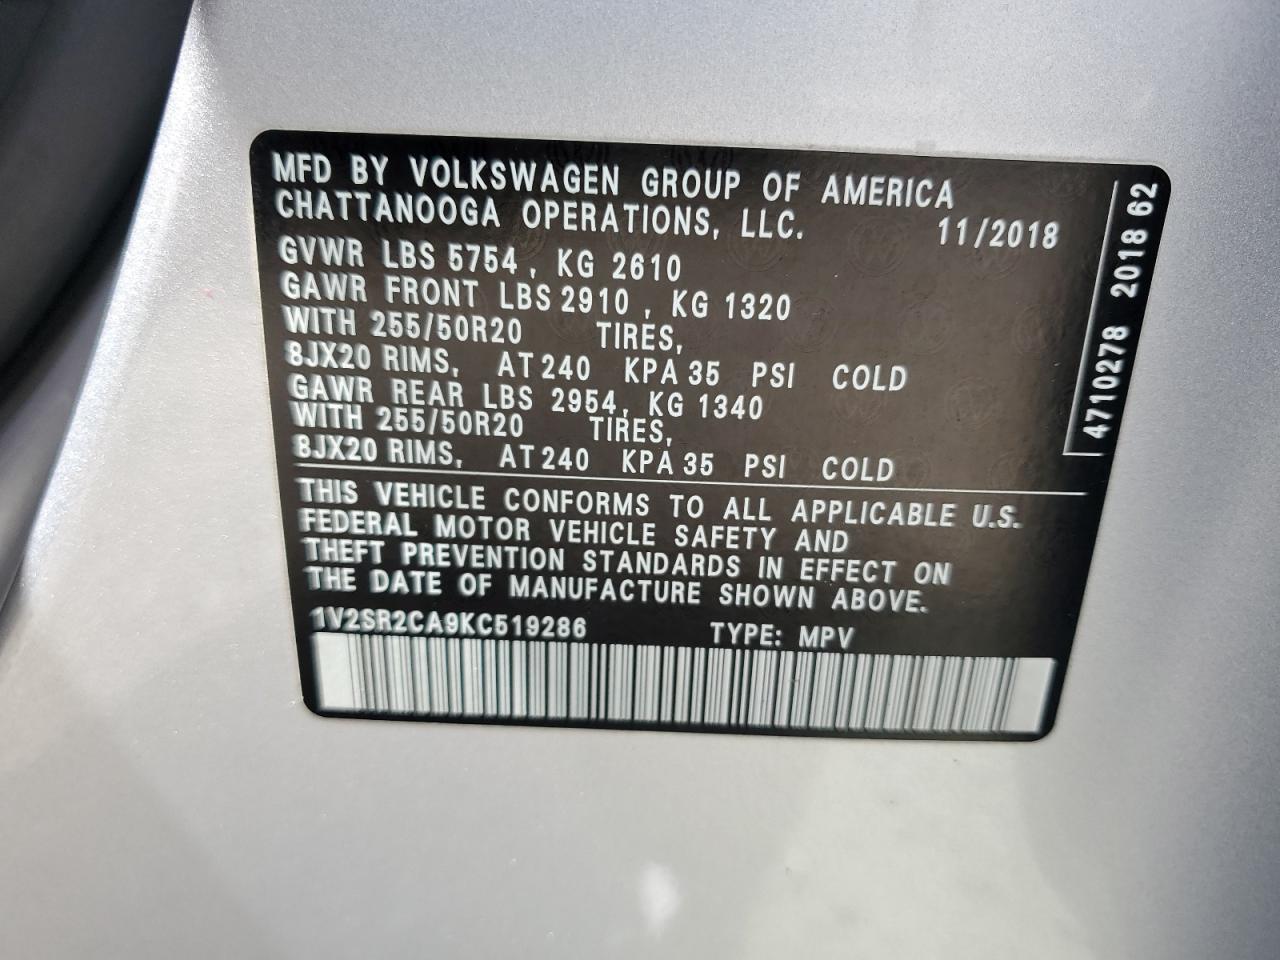 MFD BY VOLKSWAGEN GROUP OF AMERICA
CHATTANOOGA OPERATIONS, LLC. 11/2018
GVWR LBS 5754, KG 2610
GAWR FRONT LBS 2910, KG 1320
WITH 255/50R20 TIRES,
8JX20 RIMS, AT 240 KPA 35 PSI COLD
GAWR REAR LBS 2954, KG 1340
WITH 255/50R20 TIRES,
8JX20 RIMS, AT 240 KPA 35 PSI COLD
THIS VEHICLE CONFORMS TO ALL APPLICABLE U.S.
FEDERAL MOTOR VEHICLE SAFETY AND
THEFT PREVENTION STANDARDS IN EFFECT ON
THE DATE OF MANUFACTURE SHOWN ABOVE.
1V2SR2CA9KC519286 TYPE: MPV
4710278 2018 62